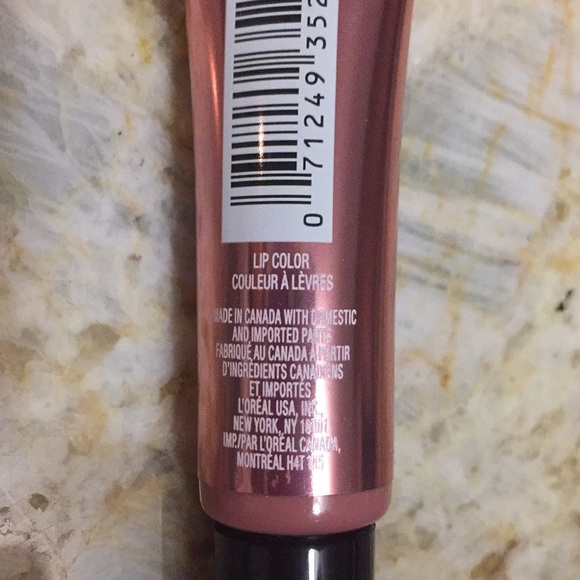 0 71249 352
LIP COLOR
COULEUR À LÈVRES
MADE IN CANADA WITH DOMESTIC
AND IMPORTED PARTS
FABRIQUÉ AU CANADA À PARTIR
D'INGRÉDIENTS CANADIENS
ET IMPORTÉS
L'ORÉAL USA, INC.,
NEW YORK, NY
IMP./PAR L'ORÉAL CANADA,
MONTRÉAL H4T